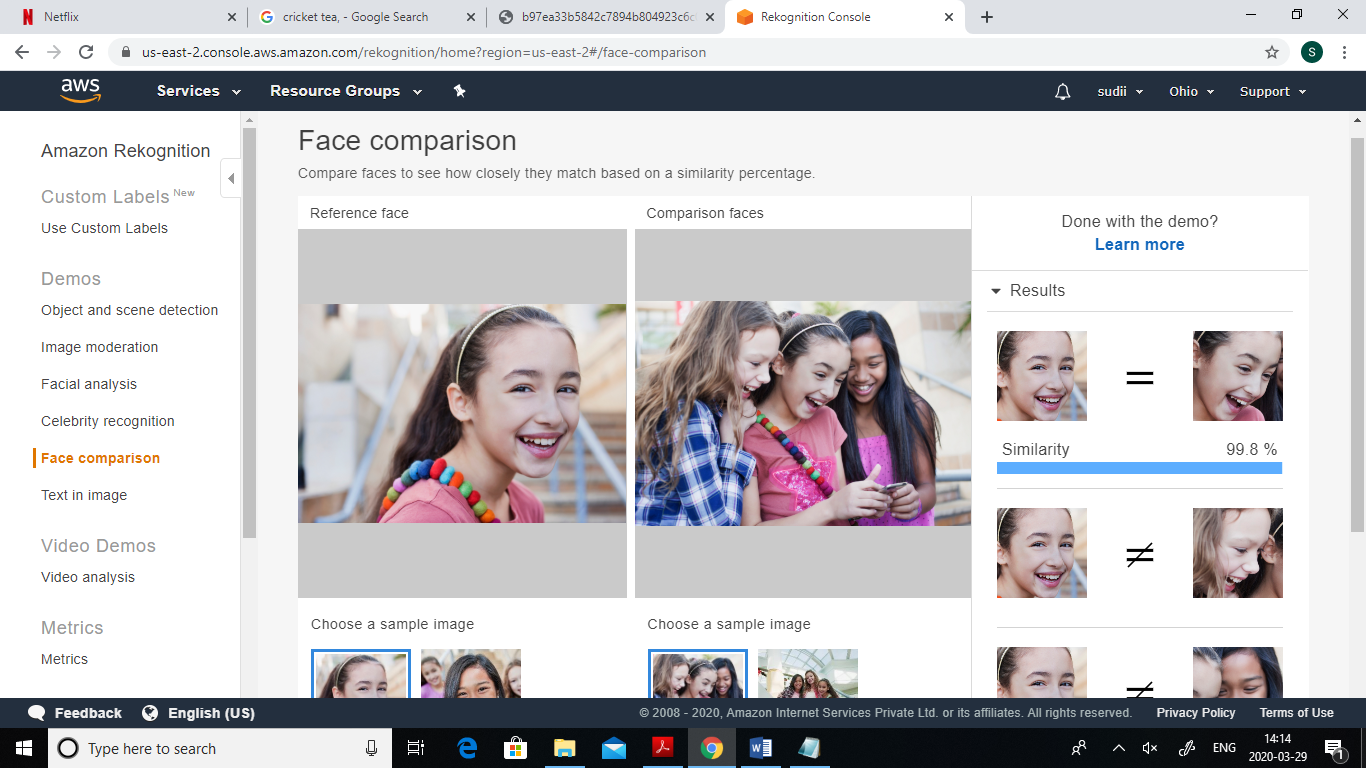 Netflix
cricket tea, - Google Search
b97ea33b5842c7894b804923c6c
Rekognition Console
us-east-2.console.aws.amazon.com/rekognition/home?region=us-east-2#/face-comparison
S
aws
Services
Resource Groups
sudii
Ohio
Support
Amazon Rekognition
Custom Labels New
Use Custom Labels
Demos
Object and scene detection
Image moderation
Facial analysis
Celebrity recognition
Face comparison
Text in image
Video Demos
Video analysis
Metrics
Metrics
Face comparison
Compare faces to see how closely they match based on a similarity percentage.
Reference face
Comparison faces
Choose a sample image
Choose a sample image
Done with the demo?
Learn more
Results
=
Similarity 99.8 %
≠
≠
Feedback
English (US)
© 2008 - 2020, Amazon Internet Services Private Ltd. or its affiliates. All rights reserved.
Privacy Policy
Terms of Use
Type here to search
ENG
14:14
2020-03-29
1